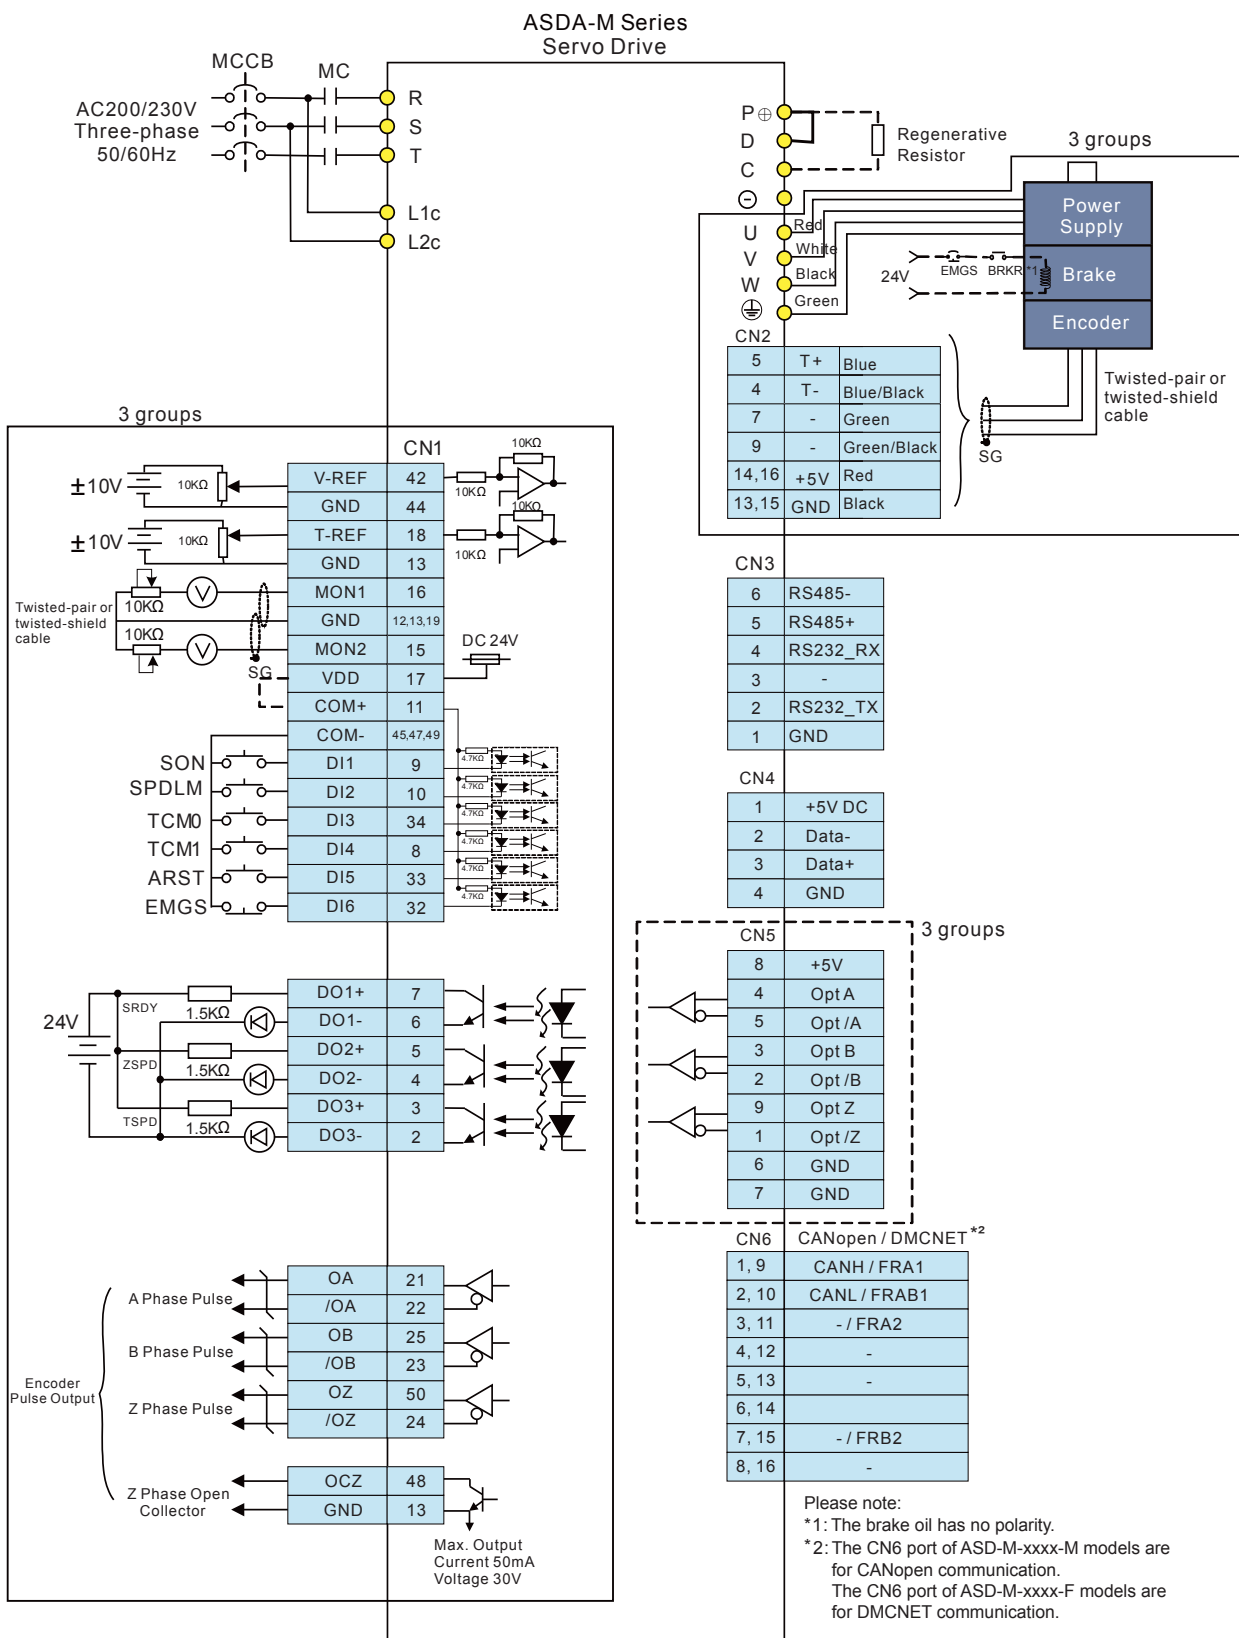 ASDA-M Series
Servo Drive
MCCB
MC
AC200/230V
Three-phase
50/60Hz
R
S
T
L1c
L2c
P⊕
D
C
⊖
U
V
W
Red
White
Black
Green
Regenerative
Resistor
3 groups
Power
Supply
24V
EMGS
BRKR
*1
Brake
Encoder
Twisted-pair or
twisted-shield
cable
SG
CN2
5 T+ Blue
4 T- Blue/Black
7 - Green
9 - Green/Black
14,16 +5V Red
13,15 GND Black
3 groups
CN1
±10V
10KΩ
V-REF 42
GND 44
10KΩ
10KΩ
±10V
10KΩ
T-REF 18
GND 13
10KΩ
10KΩ
MON1 16
GND 12,13,19
MON2 15
VDD 17
COM+ 11
COM- 45,47,49
Twisted-pair or
twisted-shield
cable
10KΩ
V
10KΩ
V
SG
DC 24V
SON DI1 9 4.7KΩ
SPDLM DI2 10 4.7KΩ
TCM0 DI3 34 4.7KΩ
TCM1 DI4 8 4.7KΩ
ARST DI5 33 4.7KΩ
EMGS DI6 32 4.7KΩ
24V
SRDY
1.5KΩ
ZSPD
1.5KΩ
TSPD
1.5KΩ
DO1+ 7
DO1- 6
DO2+ 5
DO2- 4
DO3+ 3
DO3- 2
Encoder
Pulse Output
A Phase Pulse
B Phase Pulse
Z Phase Pulse
Z Phase Open
Collector
OA 21
/OA 22
OB 25
/OB 23
OZ 50
/OZ 24
OCZ 48
GND 13
Max. Output
Current 50mA
Voltage 30V
CN3
6 RS485-
5 RS485+
4 RS232_RX
3 -
2 RS232_TX
1 GND
CN4
1 +5V DC
2 Data-
3 Data+
4 GND
CN5
3 groups
8 +5V
4 Opt A
5 Opt /A
3 Opt B
2 Opt /B
9 Opt Z
1 Opt /Z
6 GND
7 GND
CN6 CANopen / DMCNET *2
1, 9 CANH / FRA1
2, 10 CANL / FRAB1
3, 11 - / FRA2
4, 12 -
5, 13 -
6, 14
7, 15 - / FRB2
8, 16 -
Please note:
*1: The brake oil has no polarity.
*2: The CN6 port of ASD-M-xxxx-M models are
for CANopen communication.
The CN6 port of ASD-M-xxxx-F models are
for DMCNET communication.